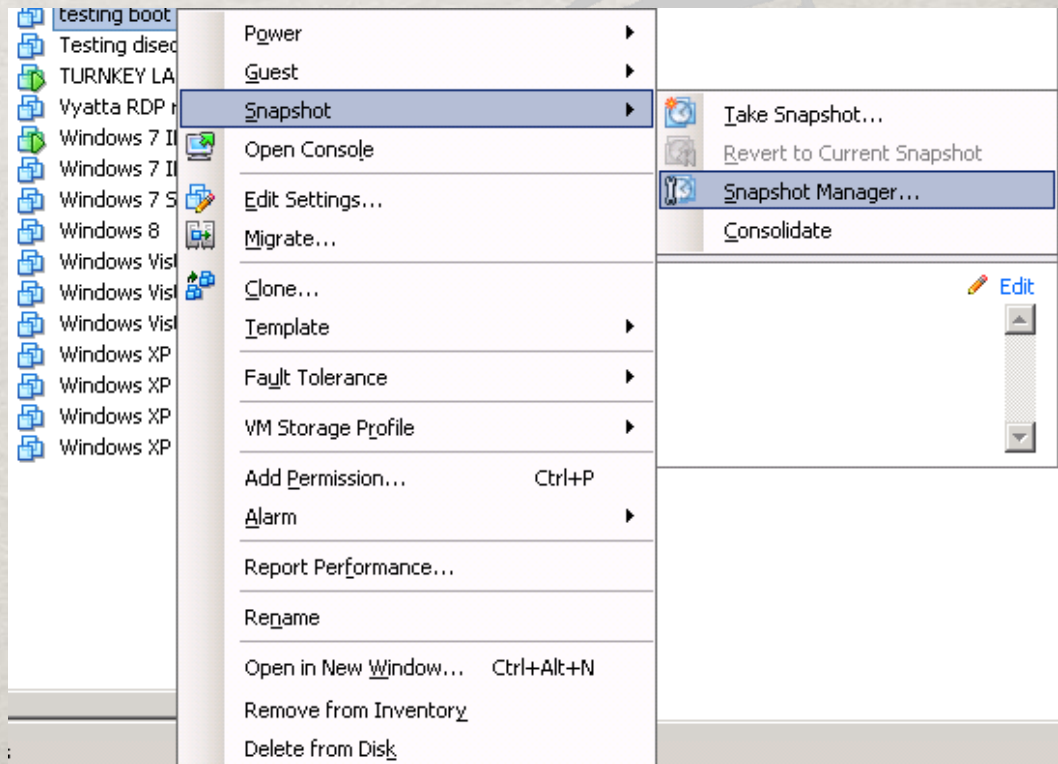 testing boot
Testing disec
TURNKEY LA
Vyatta RDP
Windows 7 II
Windows 7 II
Windows 7 S
Windows 8
Windows Vist
Windows Vist
Windows Vist
Windows XP
Windows XP
Windows XP
Windows XP
Power
Guest
Snapshot
Open Console
Edit Settings...
Migrate...
Clone...
Template
Fault Tolerance
VM Storage Profile
Add Permission... Ctrl+P
Alarm
Report Performance...
Rename
Open in New Window... Ctrl+Alt+N
Remove from Inventory
Delete from Disk
Take Snapshot...
Revert to Current Snapshot
Snapshot Manager...
Consolidate
Edit